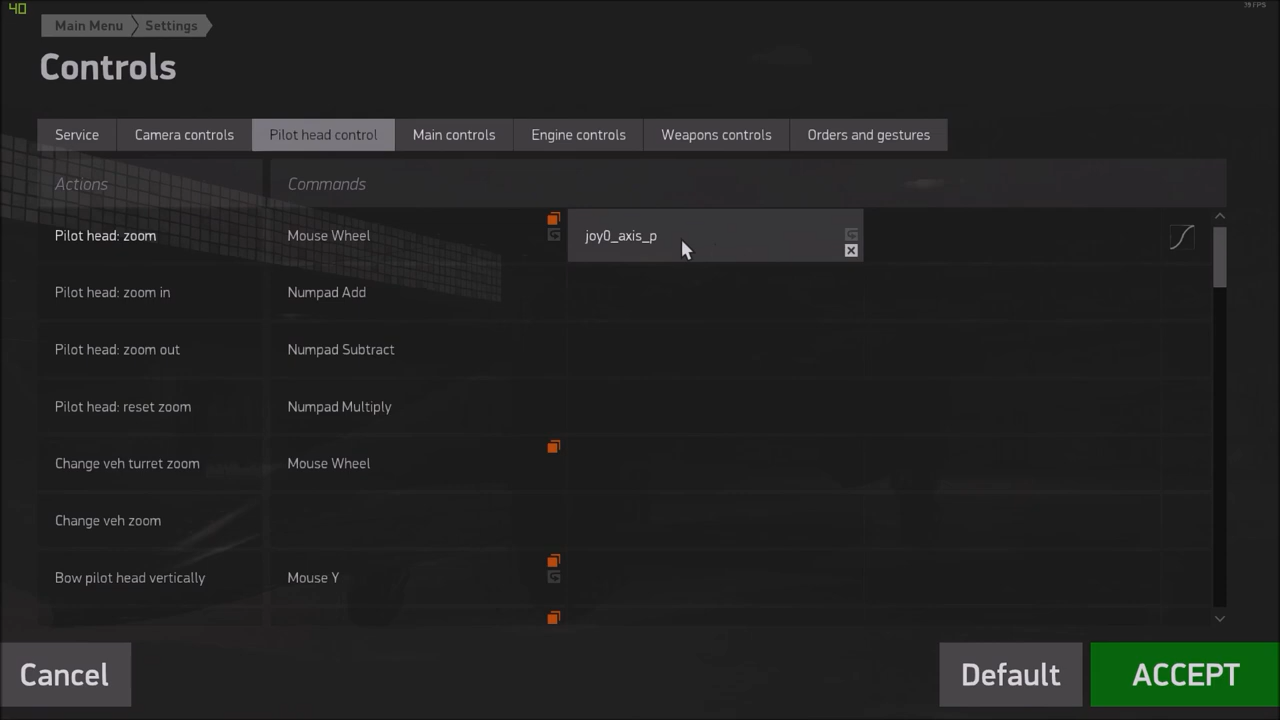 40
39 FPS
Main Menu
Settings
Controls
Service
Camera controls
Pilot head control
Main controls
Engine controls
Weapons controls
Orders and gestures
Actions
Commands
Pilot head: zoom
Mouse Wheel
joy0_axis_p
Pilot head: zoom in
Numpad Add
Pilot head: zoom out
Numpad Subtract
Pilot head: reset zoom
Numpad Multiply
Change veh turret zoom
Mouse Wheel
Change veh zoom
Bow pilot head vertically
Mouse Y
Cancel
Default
ACCEPT